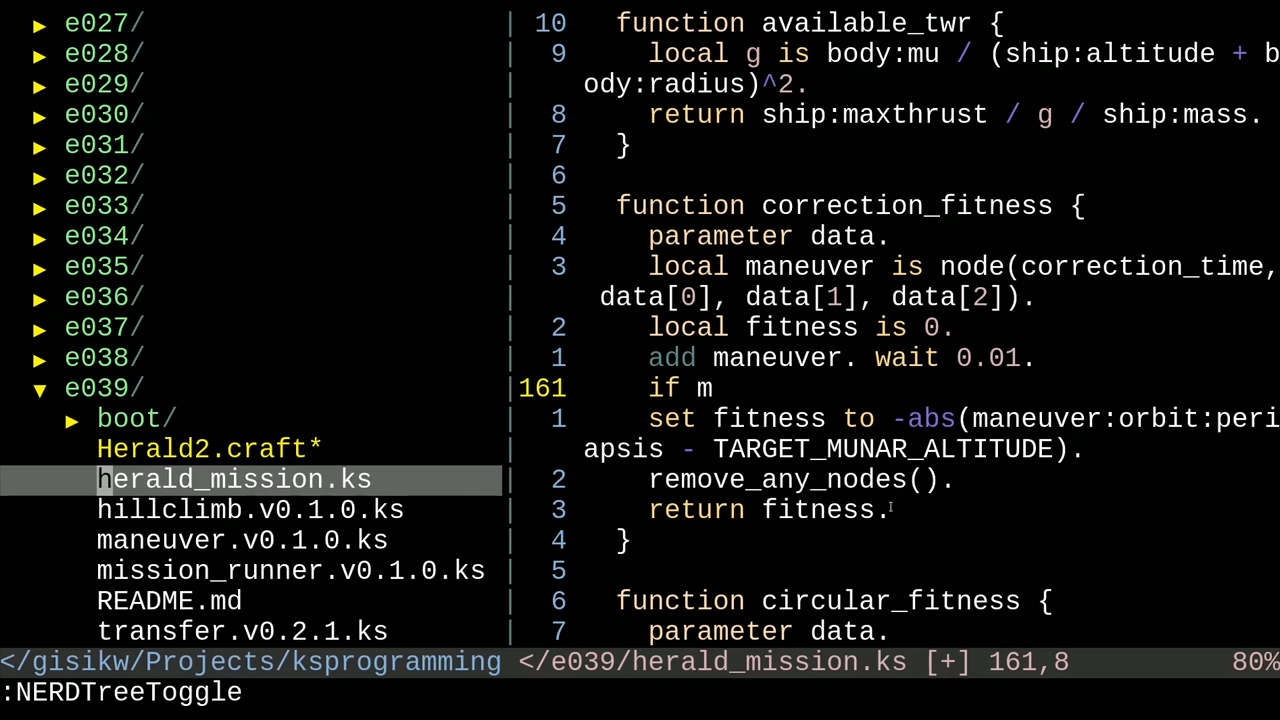 ▶ e027/
▶ e028/
▶ e029/
▶ e030/
▶ e031/
▶ e032/
▶ e033/
▶ e034/
▶ e035/
▶ e036/
▶ e037/
▶ e038/
▼ e039/
▶ boot/
Herald2.craft*
herald_mission.ks
hillclimb.v0.1.0.ks
maneuver.v0.1.0.ks
mission_runner.v0.1.0.ks
README.md
transfer.v0.2.1.ks
</gisikw/Projects/ksprogramming
10 function available_twr {
9 local g is body:mu / (ship:altitude + b
ody:radius)^2.
8 return ship:maxthrust / g / ship:mass.
7 }
6
5 function correction_fitness {
4 parameter data.
3 local maneuver is node(correction_time,
data[0], data[1], data[2]).
2 local fitness is 0.
1 add maneuver. wait 0.01.
161 if m
1 set fitness to -abs(maneuver:orbit:peri
apsis - TARGET_MUNAR_ALTITUDE).
2 remove_any_nodes().
3 return fitness.
4 }
5
6 function circular_fitness {
7 parameter data.
</e039/herald_mission.ks [+] 161,8 80%
:NERDTreeToggle